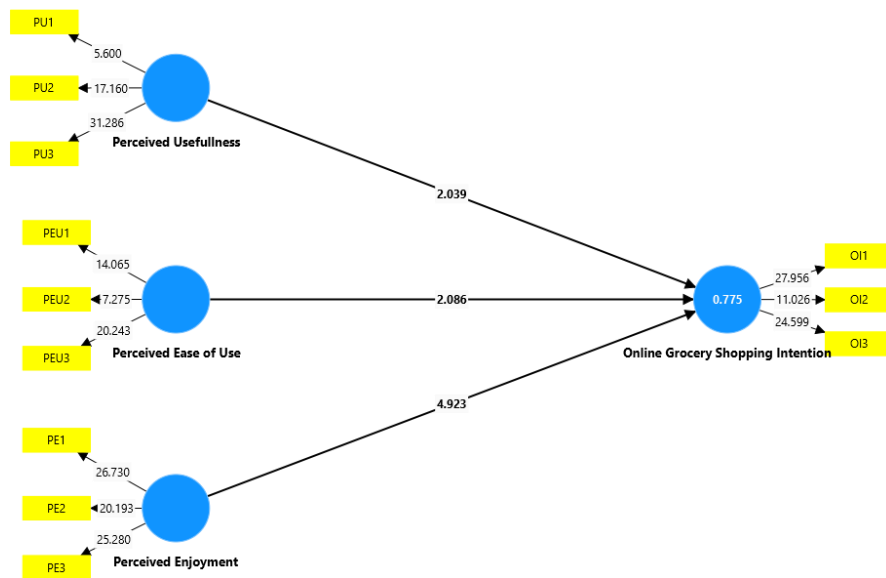 PU1
5.600
PU2
17.160
31.286
PU3
Perceived Usefullness
2.039
PEU1
14.065
PEU2
20.243
PEU3
Perceived Ease of Use
2.086
PE1
26.730
PE2
20.193
25.280
PE3
Perceived Enjoyment
4.923
0.775
Online Grocery Shopping Intention
27.956
OI1
11.026
OI2
24.599
OI3